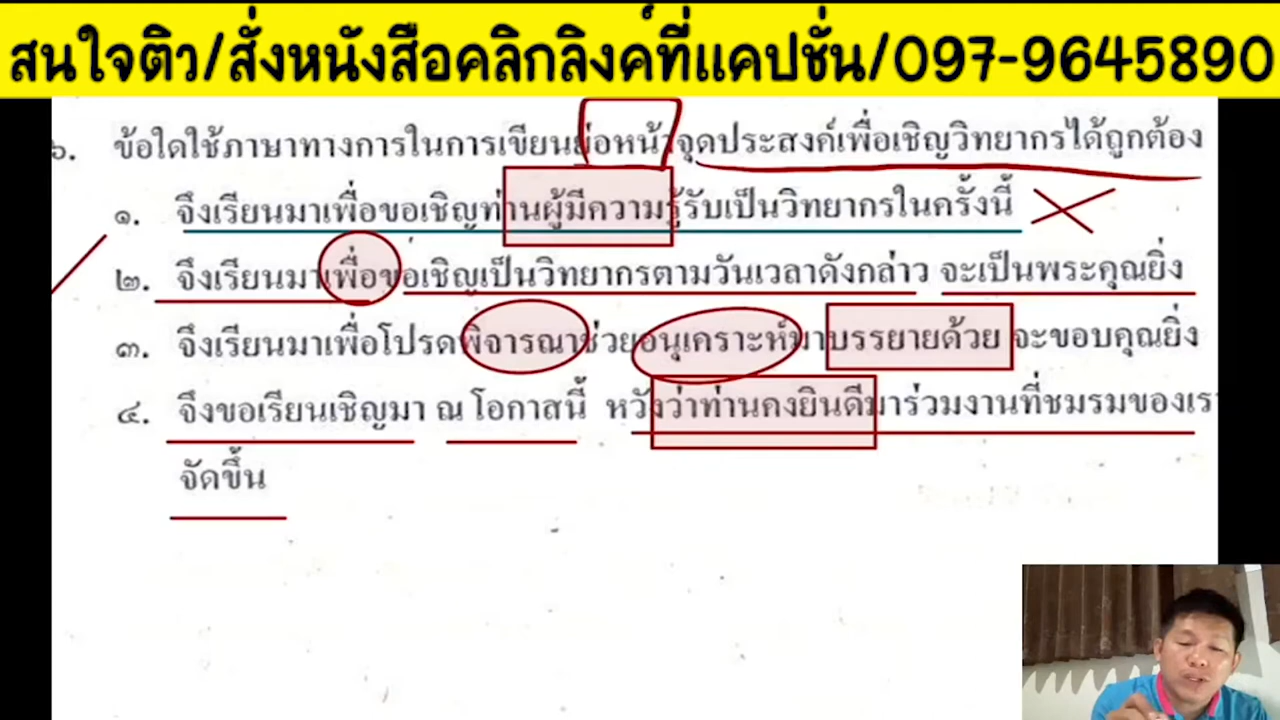 สนใจติว/สั่งหนังสือคลิกลิงค์ที่แคปชั่น/097-9645890
๖. ข้อใดใช้ภาษาทางการในการเขียนย่อหน้าจุดประสงค์เพื่อเชิญวิทยากรได้ถูกต้อง
๑. จึงเรียนมาเพื่อขอเชิญท่านผู้มีความรู้รับเป็นวิทยากรในครั้งนี้
๒. จึงเรียนมาเพื่อขอเชิญเป็นวิทยากรตามวันเวลาดังกล่าว จะเป็นพระคุณยิ่ง
๓. จึงเรียนมาเพื่อโปรดพิจารณาช่วยอนุเคราะห์มาบรรยายด้วย จะขอบคุณยิ่ง
๔. จึงขอเรียนเชิญมา ณ โอกาสนี้ หวังว่าท่านคงยินดีมาร่วมงานที่ชมรมของเรา
จัดขึ้น